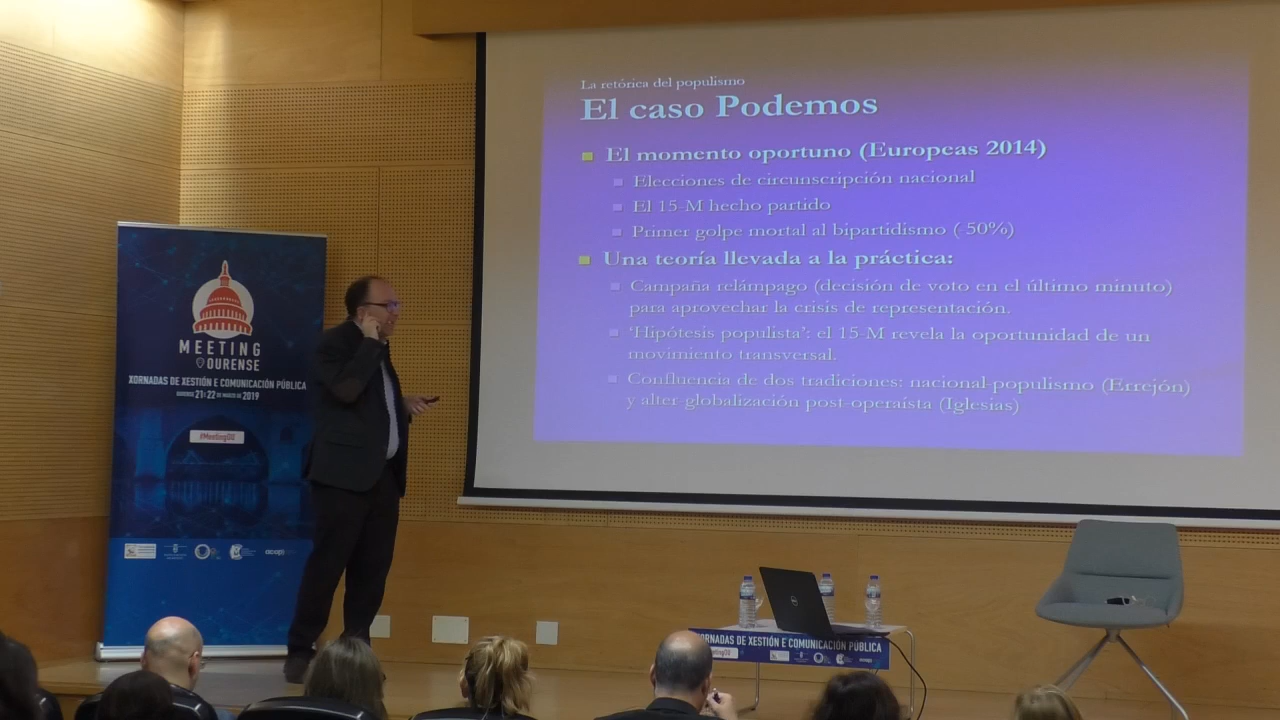 La retórica del populismo
El caso Podemos
El momento oportuno (Europeas 2014)
Elecciones de circunscripción nacional
El 15-M hecho partido
Primer golpe mortal al bipartidismo (-50%)
Una teoría llevada a la práctica:
Campaña relámpago (decisión de voto en el último minuto)
para aprovechar la crisis de representación.
‘Hipótesis populista’: el 15-M revela la oportunidad de un
movimiento transversal.
Confluencia de dos tradiciones: nacional-populismo (Errejón)
y alter-globalización post-operaísta (Iglesias)
MEETING
OURENSE
XORNADAS DE XESTIÓN E COMUNICACIÓN PÚBLICA
OURENSE 21 E 22 DE MARZO DE 2019
#MeetingOU
DELL
ORNADAS DE XESTIÓN E COMUNICACIÓN PÚBLICA